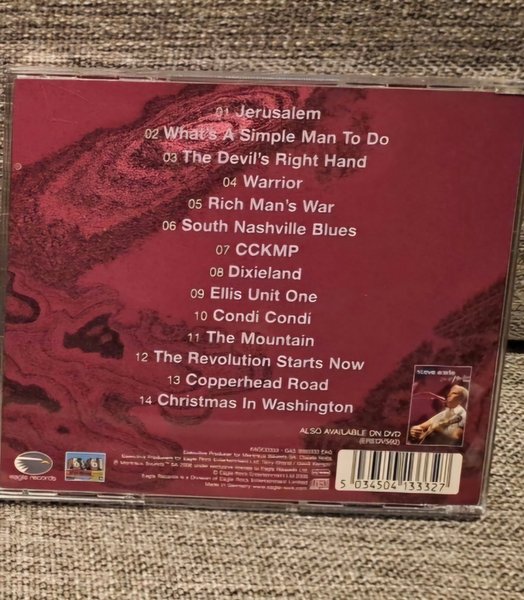 01 Jerusalem
02 What's A Simple Man To Do
03 The Devil's Right Hand
04 Warrior
05 Rich Man's War
06 South Nashville Blues
07 CCKMP
08 Dixieland
09 Ellis Unit One
10 Condi Condi
11 The Mountain
12 The Revolution Starts Now
13 Copperhead Road
14 Christmas In Washington
steve earle
ALSO AVAILABLE ON DVD
eagle records
Made in Germany.
5 034504 133327